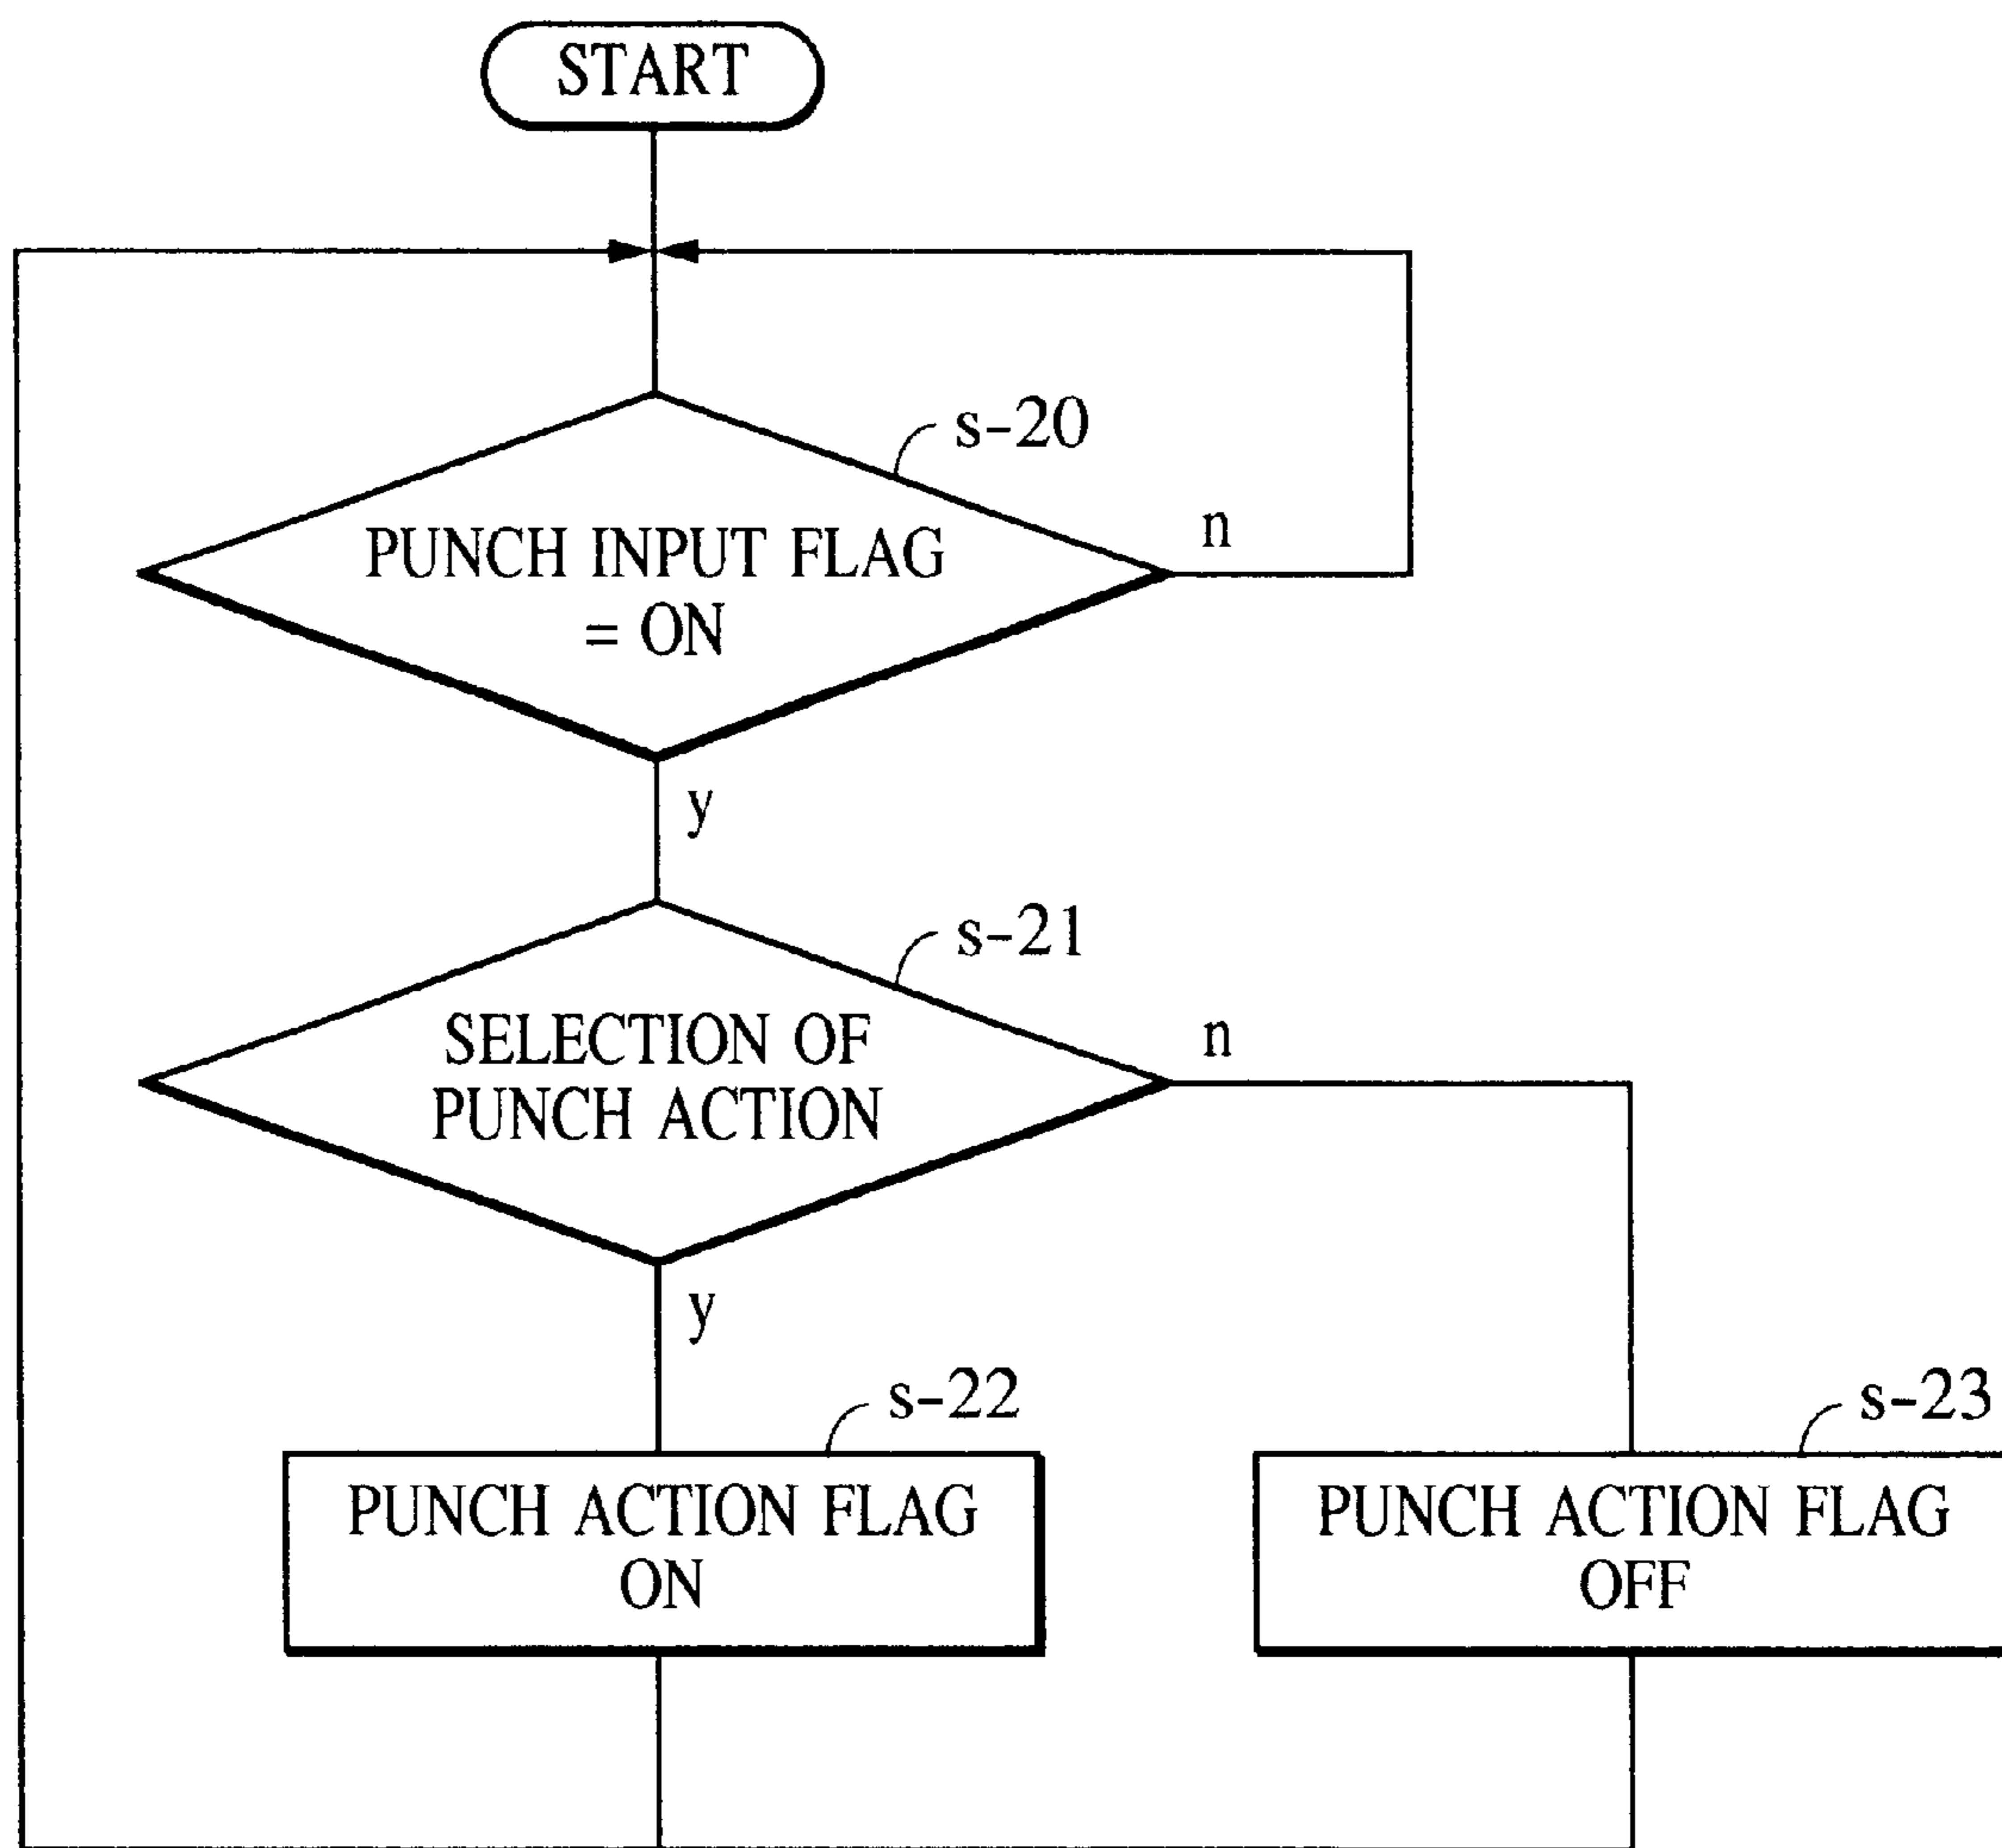 START
s-20
n
PUNCH INPUT FLAG
= ON
y
s-21
n
SELECTION OF
PUNCH ACTION
y
s-22
s-23
PUNCH ACTION FLAG
ON
PUNCH ACTION FLAG
OFF